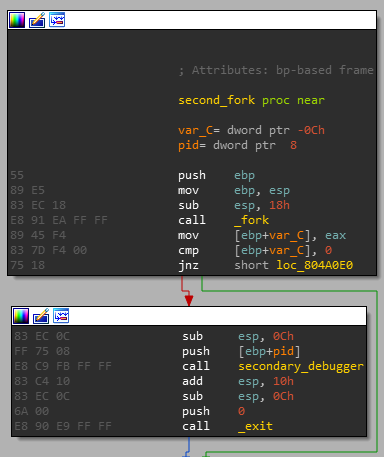 ; Attributes: bp-based frame
second_fork proc near
var_C= dword ptr -0Ch
pid= dword ptr  8
55 push ebp
89 E5 mov ebp, esp
83 EC 18 sub esp, 18h
E8 91 EA FF FF call _fork
89 45 F4 mov [ebp+var_C], eax
83 7D F4 00 cmp [ebp+var_C], 0
75 18 jnz short loc_804A0E0
83 EC 0C sub esp, 0Ch
FF 75 08 push [ebp+pid]
E8 C9 FB FF FF call secondary_debugger
83 C4 10 add esp, 10h
83 EC 0C sub esp, 0Ch
6A 00 push 0
E8 90 E9 FF FF call _exit